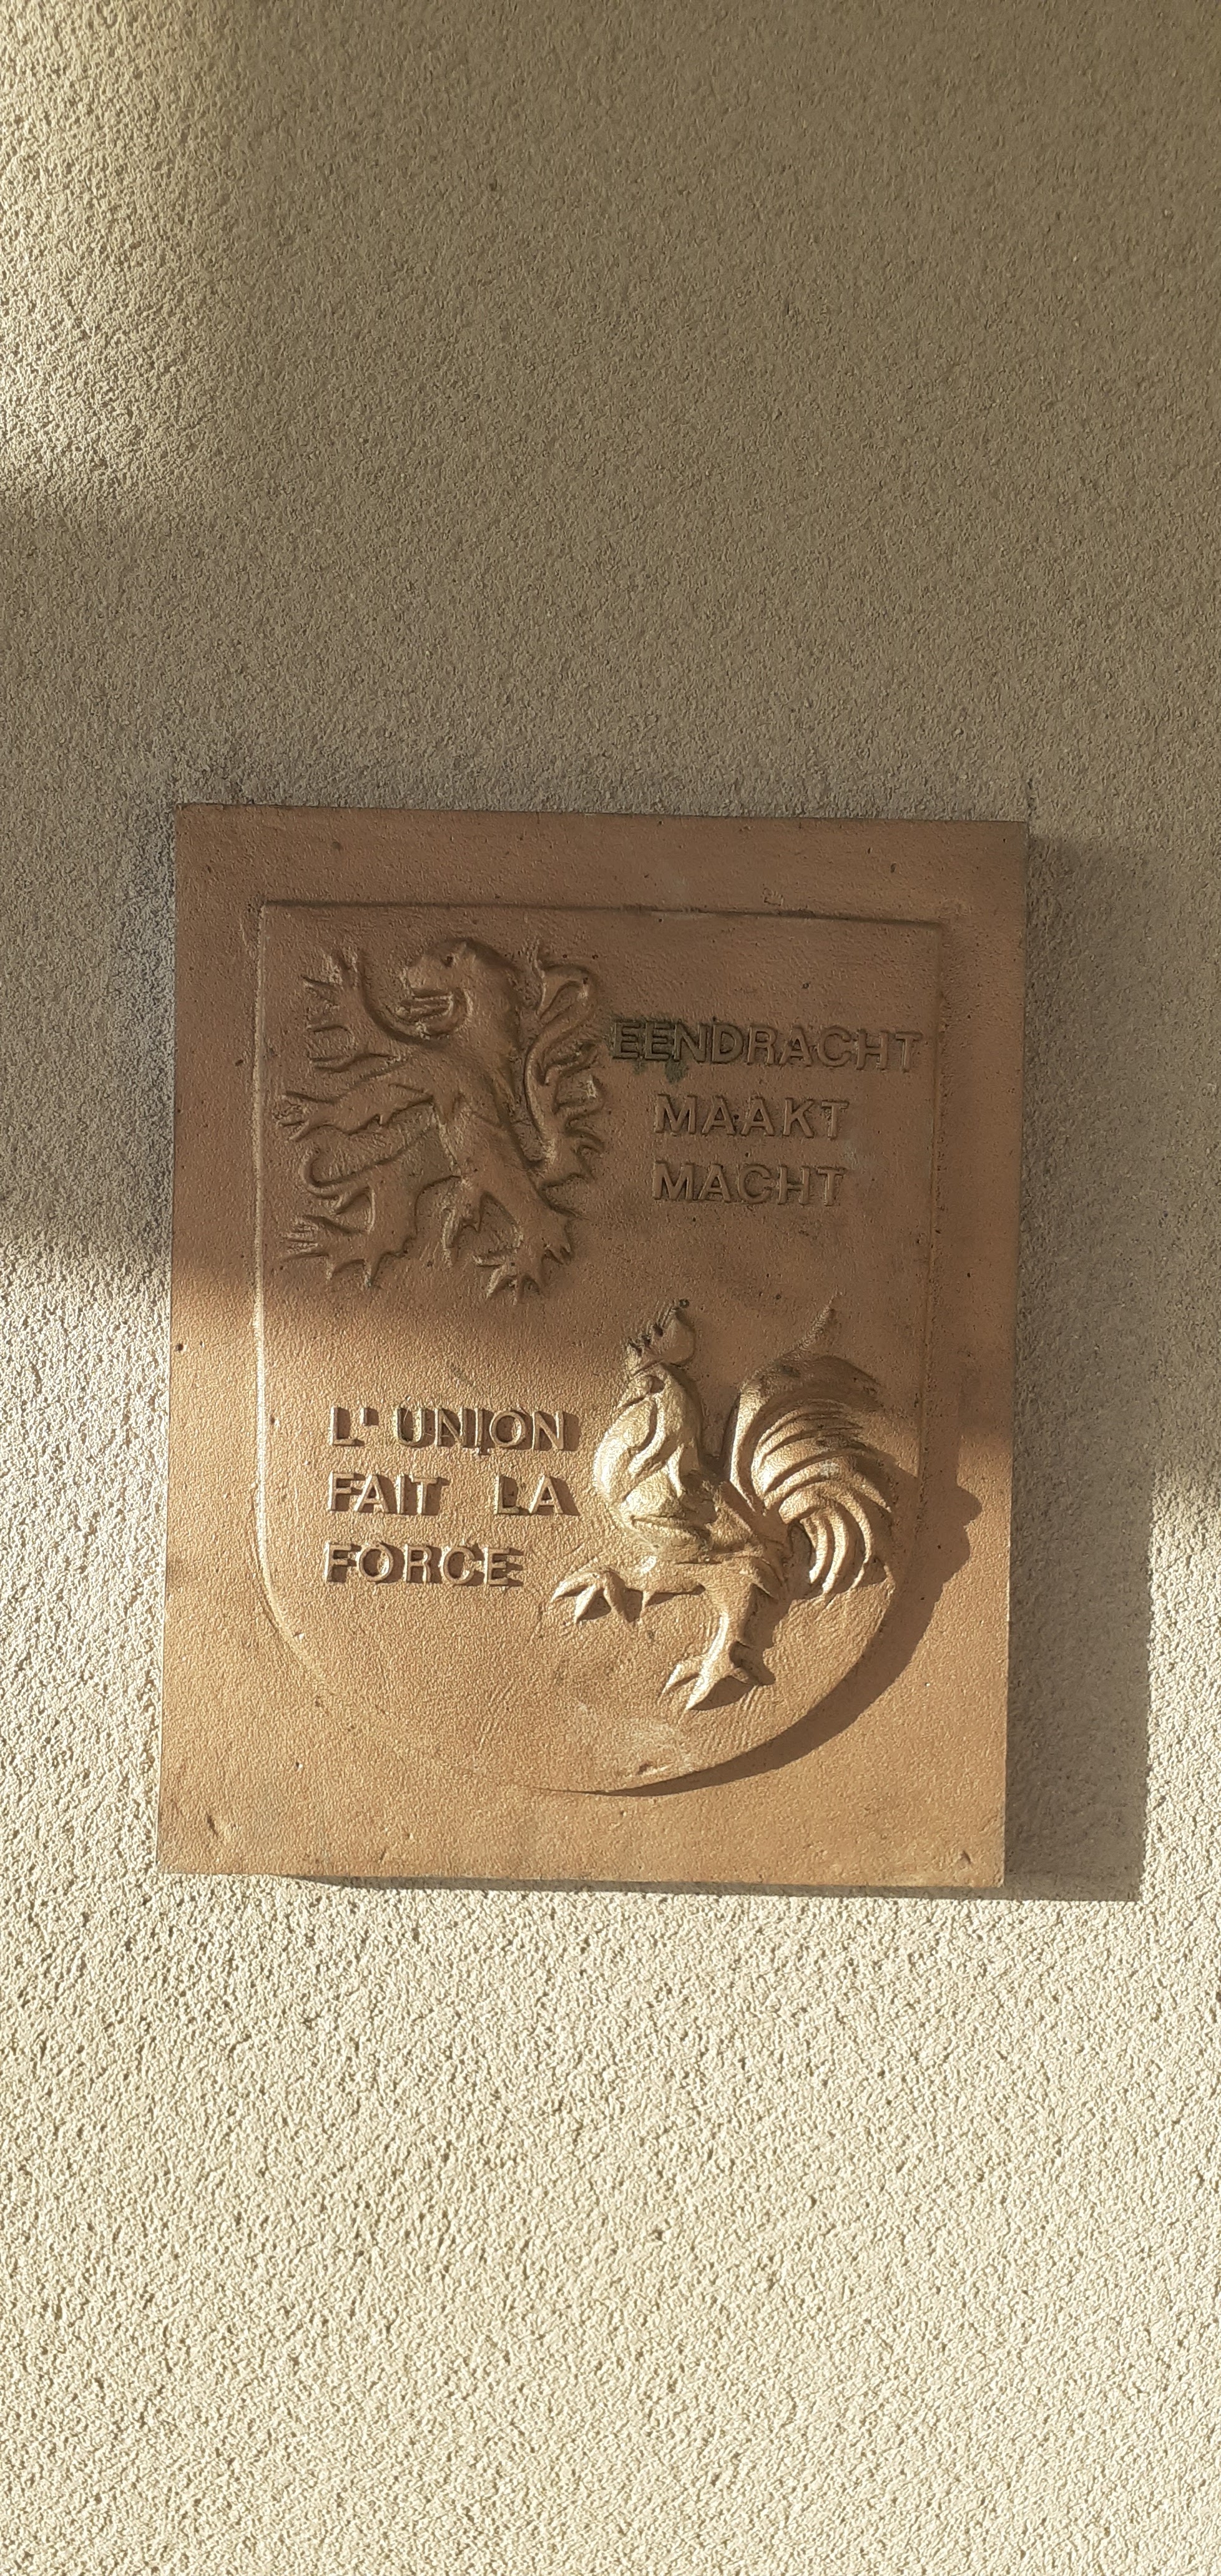 EENDRACHT
MAAKT
MACHT
L' UNION
FAIT LA
FORCE